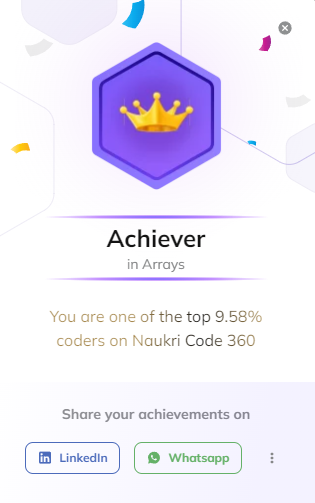 Achiever
in Arrays
You are one of the top 9.58%
coders on Naukri Code 360
Share your achievements on
LinkedIn
Whatsapp